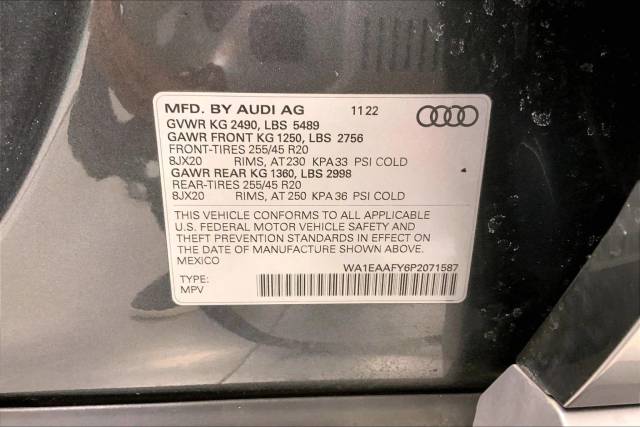 MFD. BY AUDI AG 11 22
GVWR KG 2490, LBS 5489
GAWR FRONT KG 1250, LBS 2756
FRONT-TIRES 255/45 R20
8JX20 RIMS, AT 230 KPA 33 PSI COLD
GAWR REAR KG 1360, LBS 2998
REAR-TIRES 255/45 R20
8JX20 RIMS, AT 250 KPA 36 PSI COLD
THIS VEHICLE CONFORMS TO ALL APPLICABLE
U.S. FEDERAL MOTOR VEHICLE SAFETY AND
THEFT PREVENTION STANDARDS IN EFFECT ON
THE DATE OF MANUFACTURE SHOWN ABOVE.
MEXICO
WA1EAAFY6P2071587
TYPE:
MPV